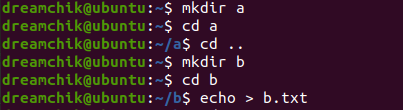 dreamchik@ubuntu:~$ mkdir a
dreamchik@ubuntu:~$ cd a
dreamchik@ubuntu:~/a$ cd ..
dreamchik@ubuntu:~$ mkdir b
dreamchik@ubuntu:~$ cd b
dreamchik@ubuntu:~/b$ echo > b.txt